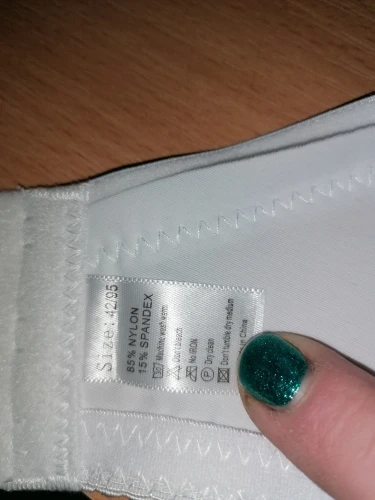 Size: 42/95
85% NYLON
15% SPANDEX
Machine wash warm
Don't bleach
No IRON
Dry clean
Don't tumble dry medium
in China